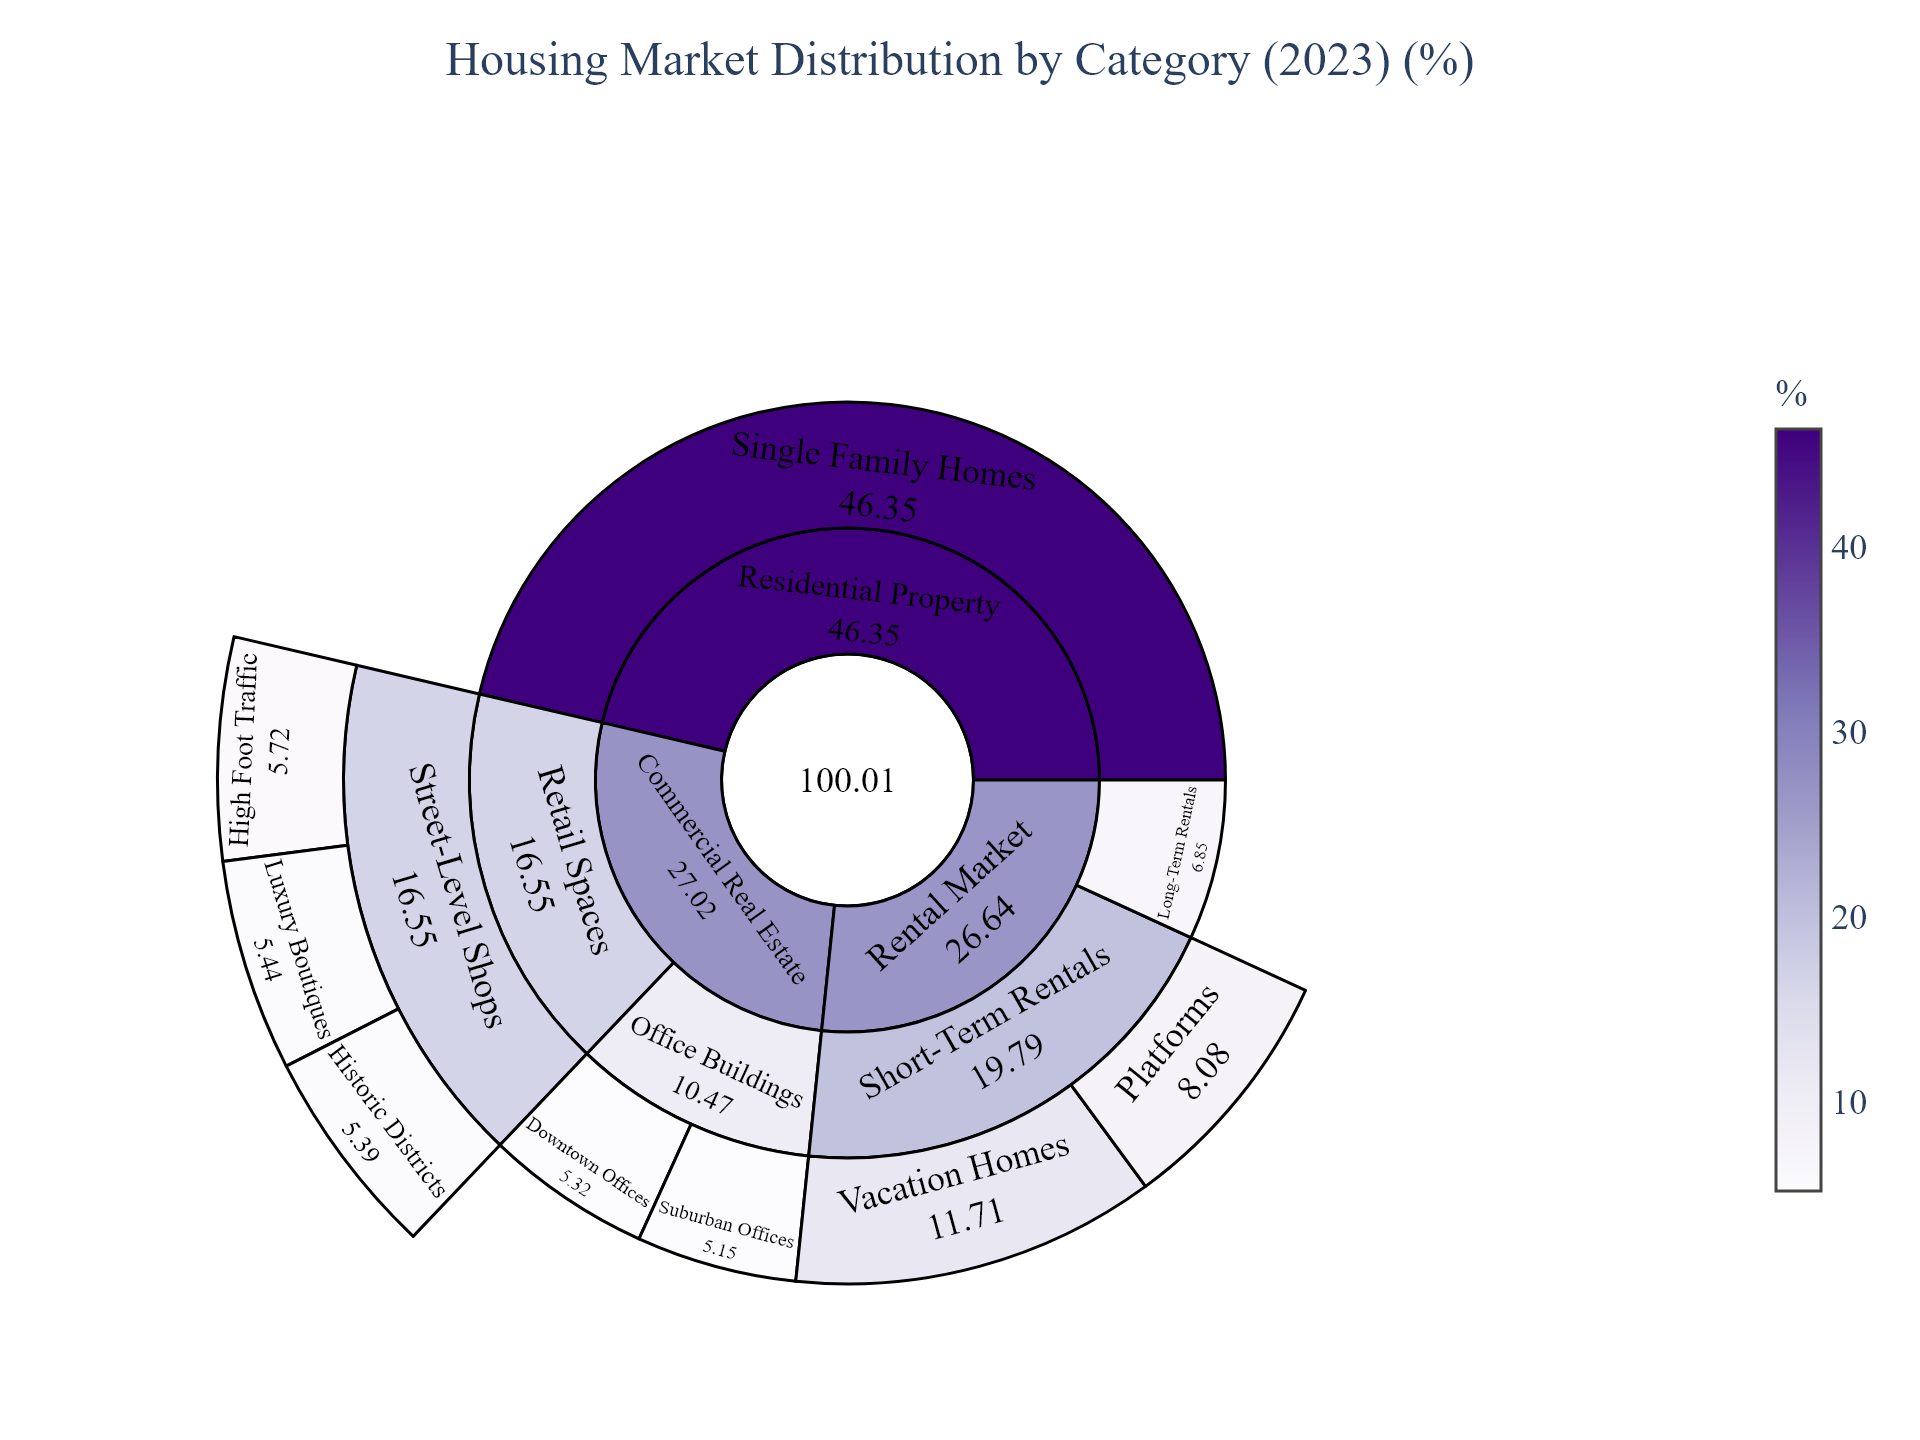 Housing Market Distribution by Category (2023) (%)
Single Family Homes
46.35
Residential Property
46.35
100.01
Commercial Real Estate
27.02
Rental Market
26.64
Retail Spaces
16.55
Street-Level Shops
16.55
High Foot Traffic
5.72
Luxury Boutiques
5.44
Historic Districts
5.39
Office Buildings
10.47
Downtown Offices
5.32
Suburban Offices
5.15
Short-Term Rentals
19.79
Vacation Homes
11.71
Platforms
8.08
Long-Term Rentals
6.85
%
40
30
20
10